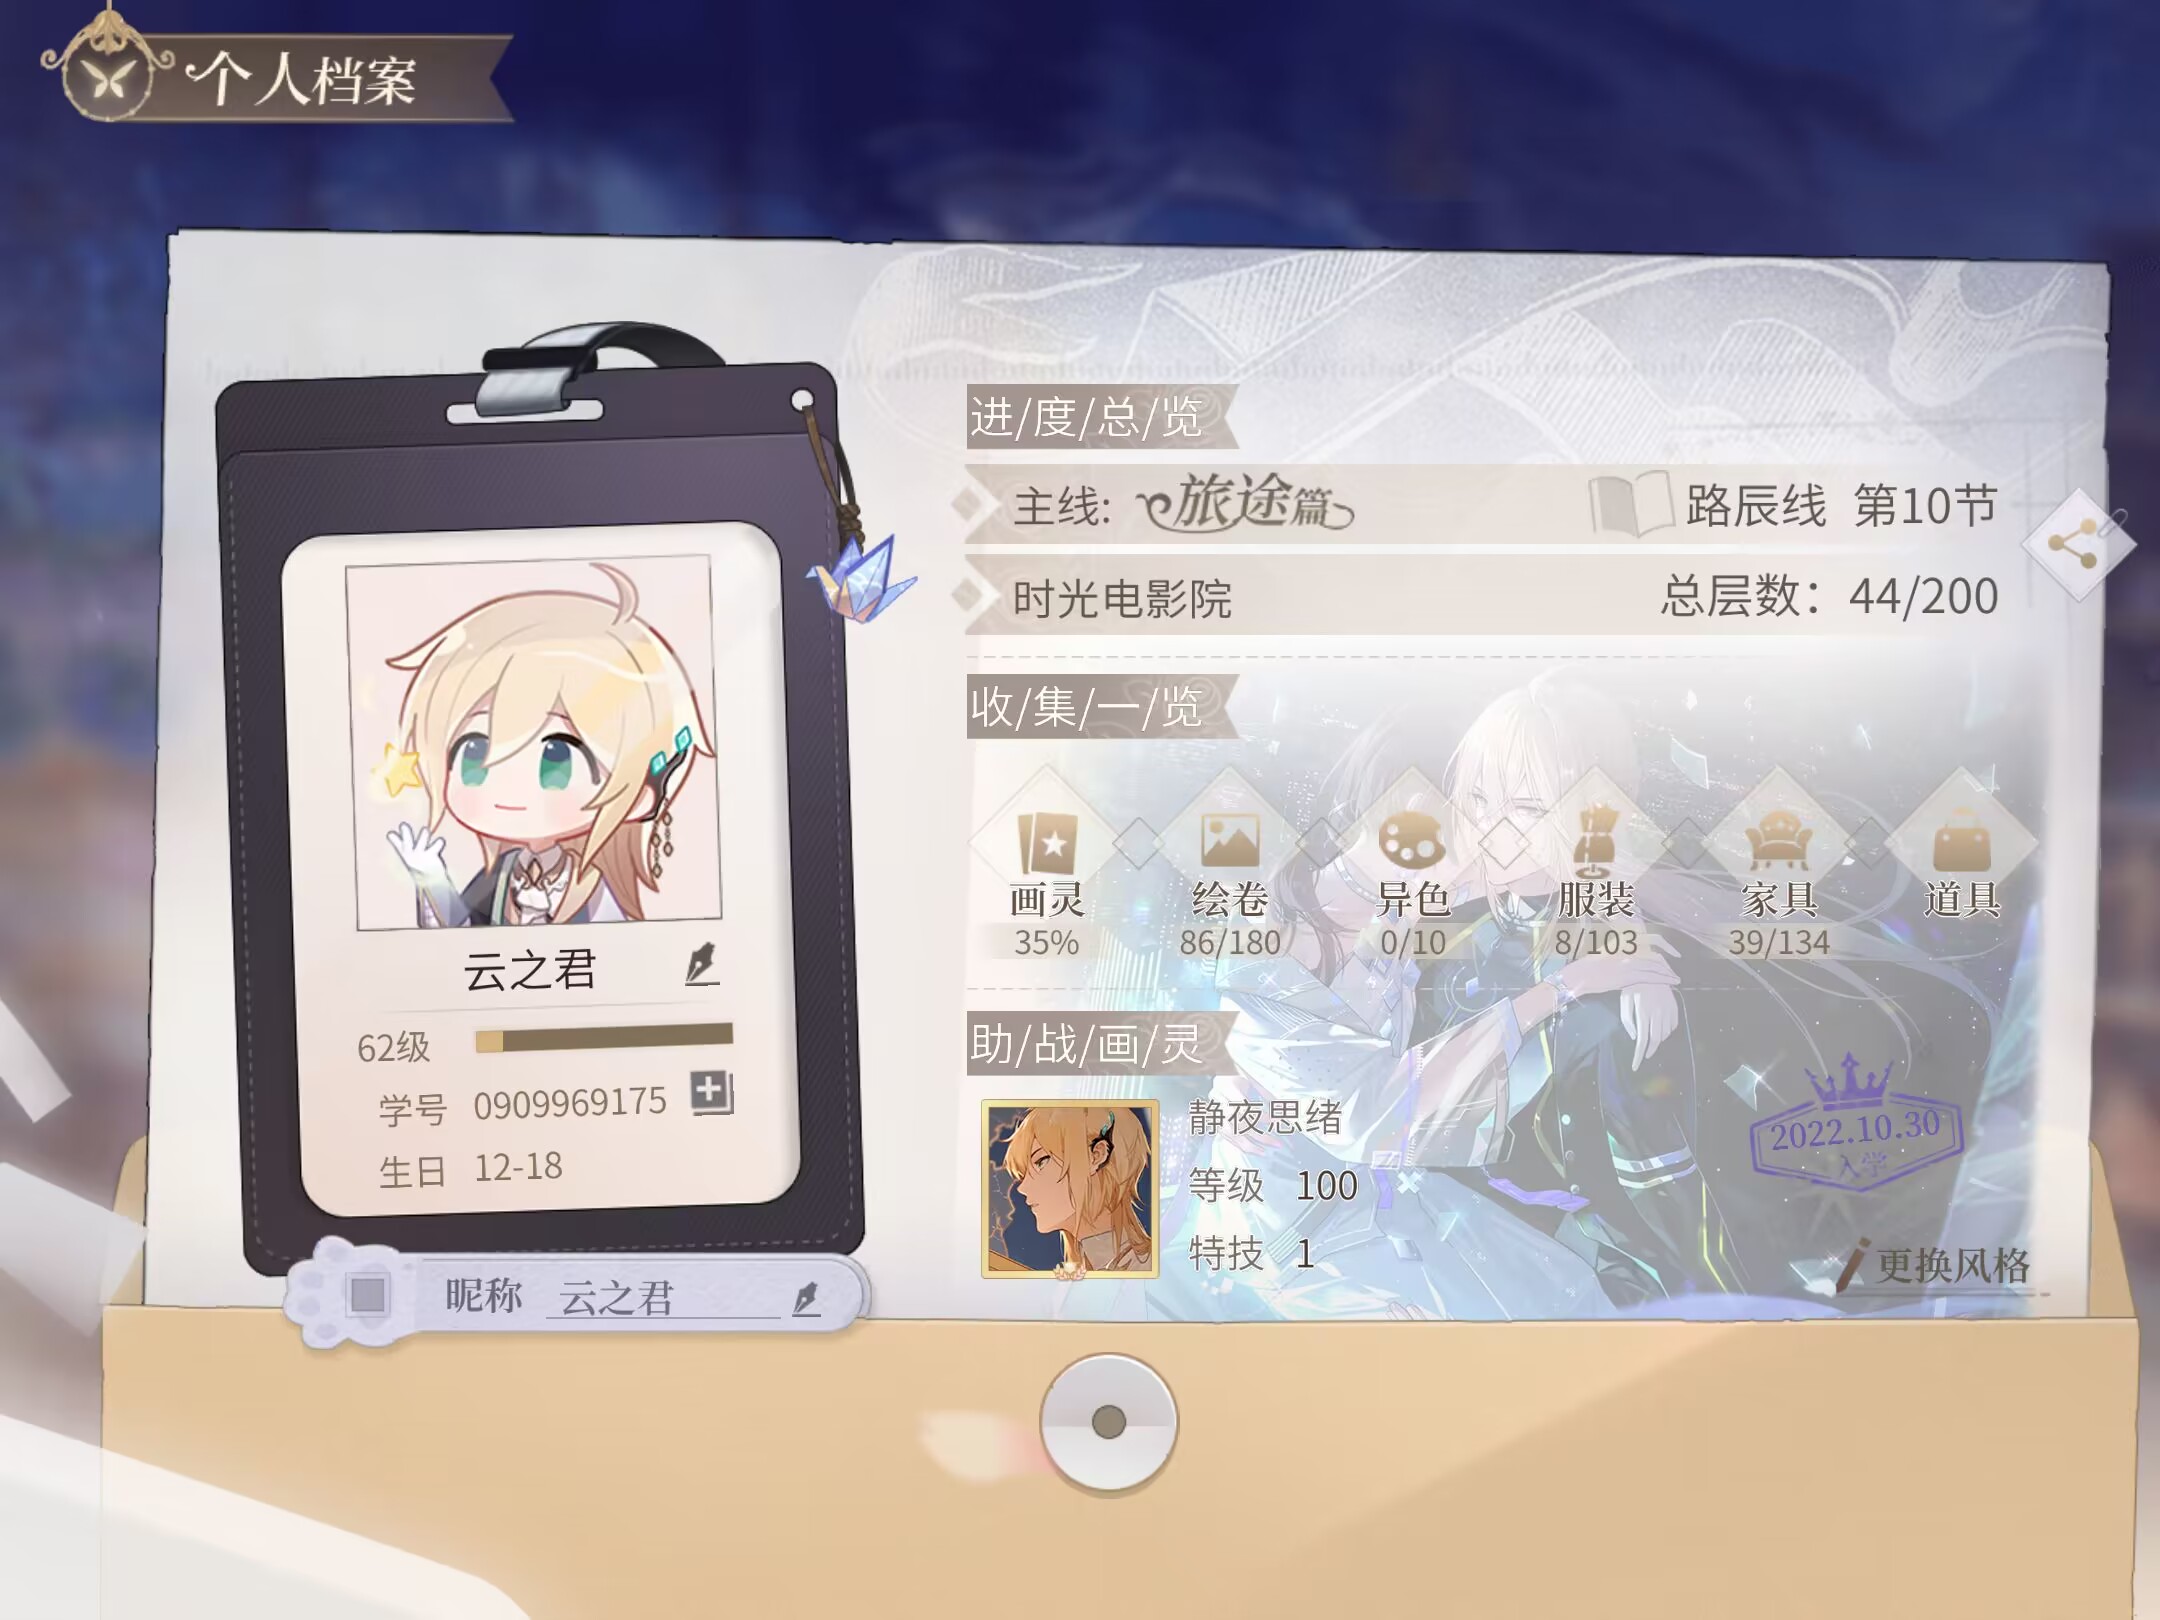 个人档案
进/度/总/览
主线: 旅途篇 路辰线 第10节
时光电影院 总层数：44/200
收/集/一/览
画灵 绘卷 异色 服装 家具 道具
35% 86/180 0/10 8/103 39/134
助/战/画/灵
静夜思绪
等级 100
特技 1
2022.10.30
入学
更换风格
云之君
62级
学号 0909969175
生日 12-18
昵称 云之君